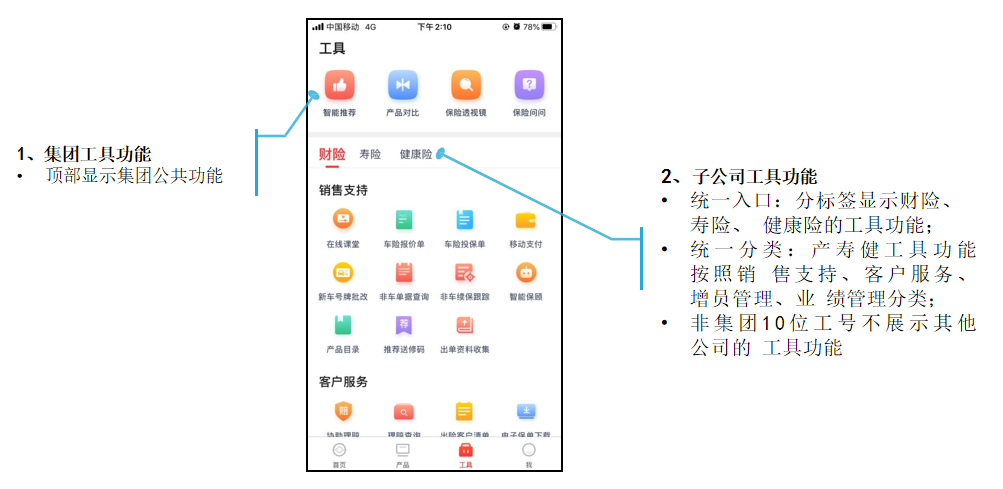 中国移动 4G 下午2:10 78%
工具
智能推荐 产品对比 保险透视镜 保险问问
财险 寿险 健康险
销售支持
在线课堂 车险报价单 车险投保单 移动支付
新车号牌批改 非车单据查询 非车续保跟踪 智能保顾
荐
产品目录 推荐送修码 出单资料收集
客户服务
赔
协助理赔 理赔查询 出险客户清单 电子保单下载
首页 产品 工具 我
1、集团工具功能
• 顶部显示集团公共功能
2、子公司工具功能
• 统一入口：分标签显示财险、
寿险、 健康险的工具功能；
• 统一分类：产寿健工具功能
按照销 售支持、客户服务、
增员管理、业 绩管理分类；
• 非集团10位工号不展示其他
公司的 工具功能